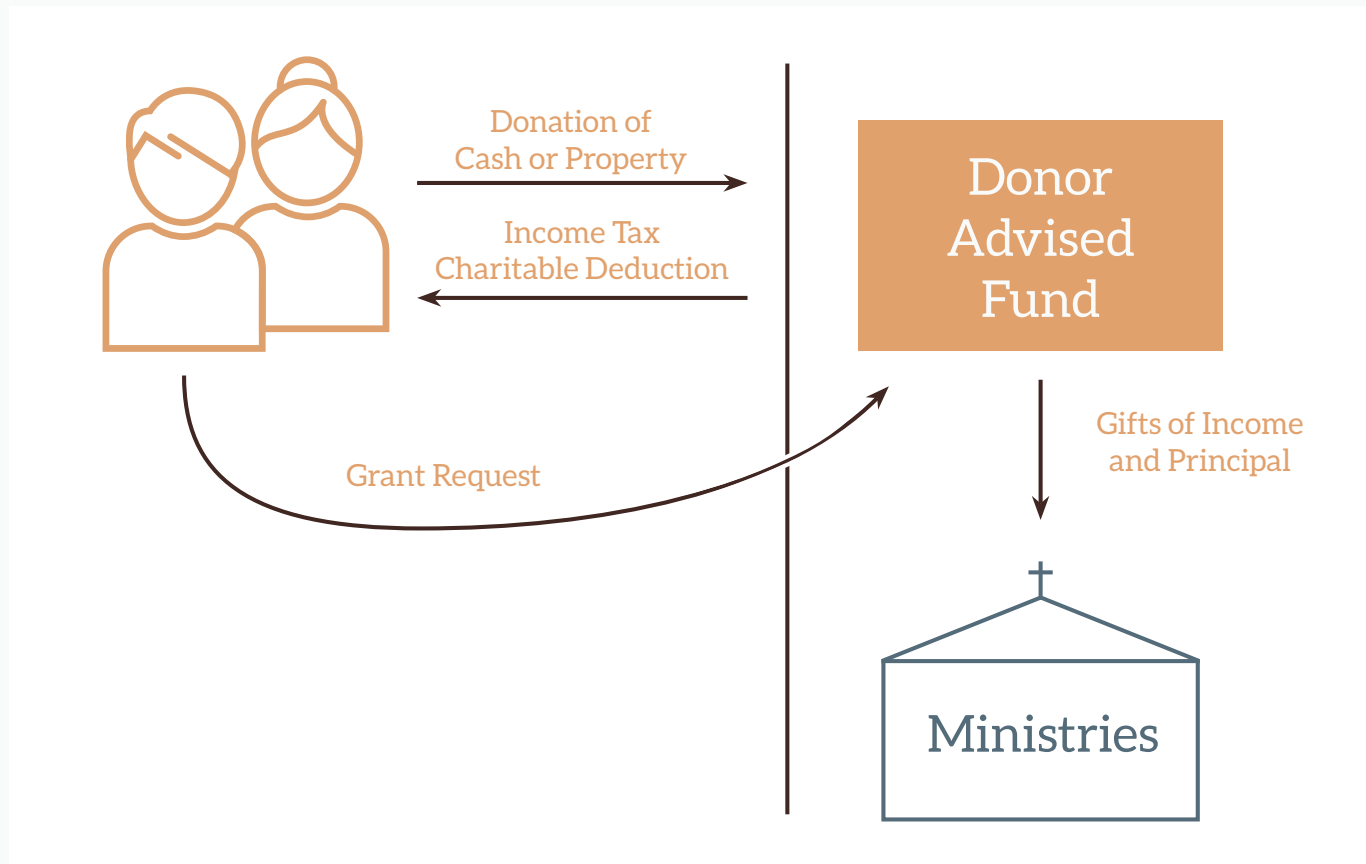 Donation of
Cash or Property
Income Tax
Charitable Deduction
Donor
Advised
Fund
Grant Request
Gifts of Income
and Principal
Ministries